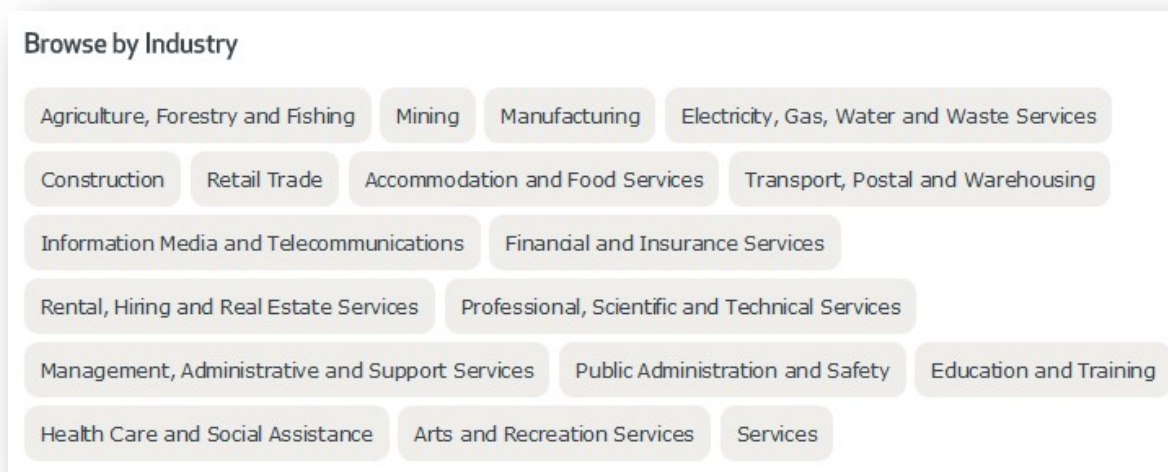 Browse by Industry
Agriculture, Forestry and Fishing Mining Manufacturing Electricity, Gas, Water and Waste Services
Construction Retail Trade Accommodation and Food Services Transport, Postal and Warehousing
Information Media and Telecommunications Financial and Insurance Services
Rental, Hiring and Real Estate Services Professional, Scientific and Technical Services
Management, Administrative and Support Services Public Administration and Safety Education and Training
Health Care and Social Assistance Arts and Recreation Services Services